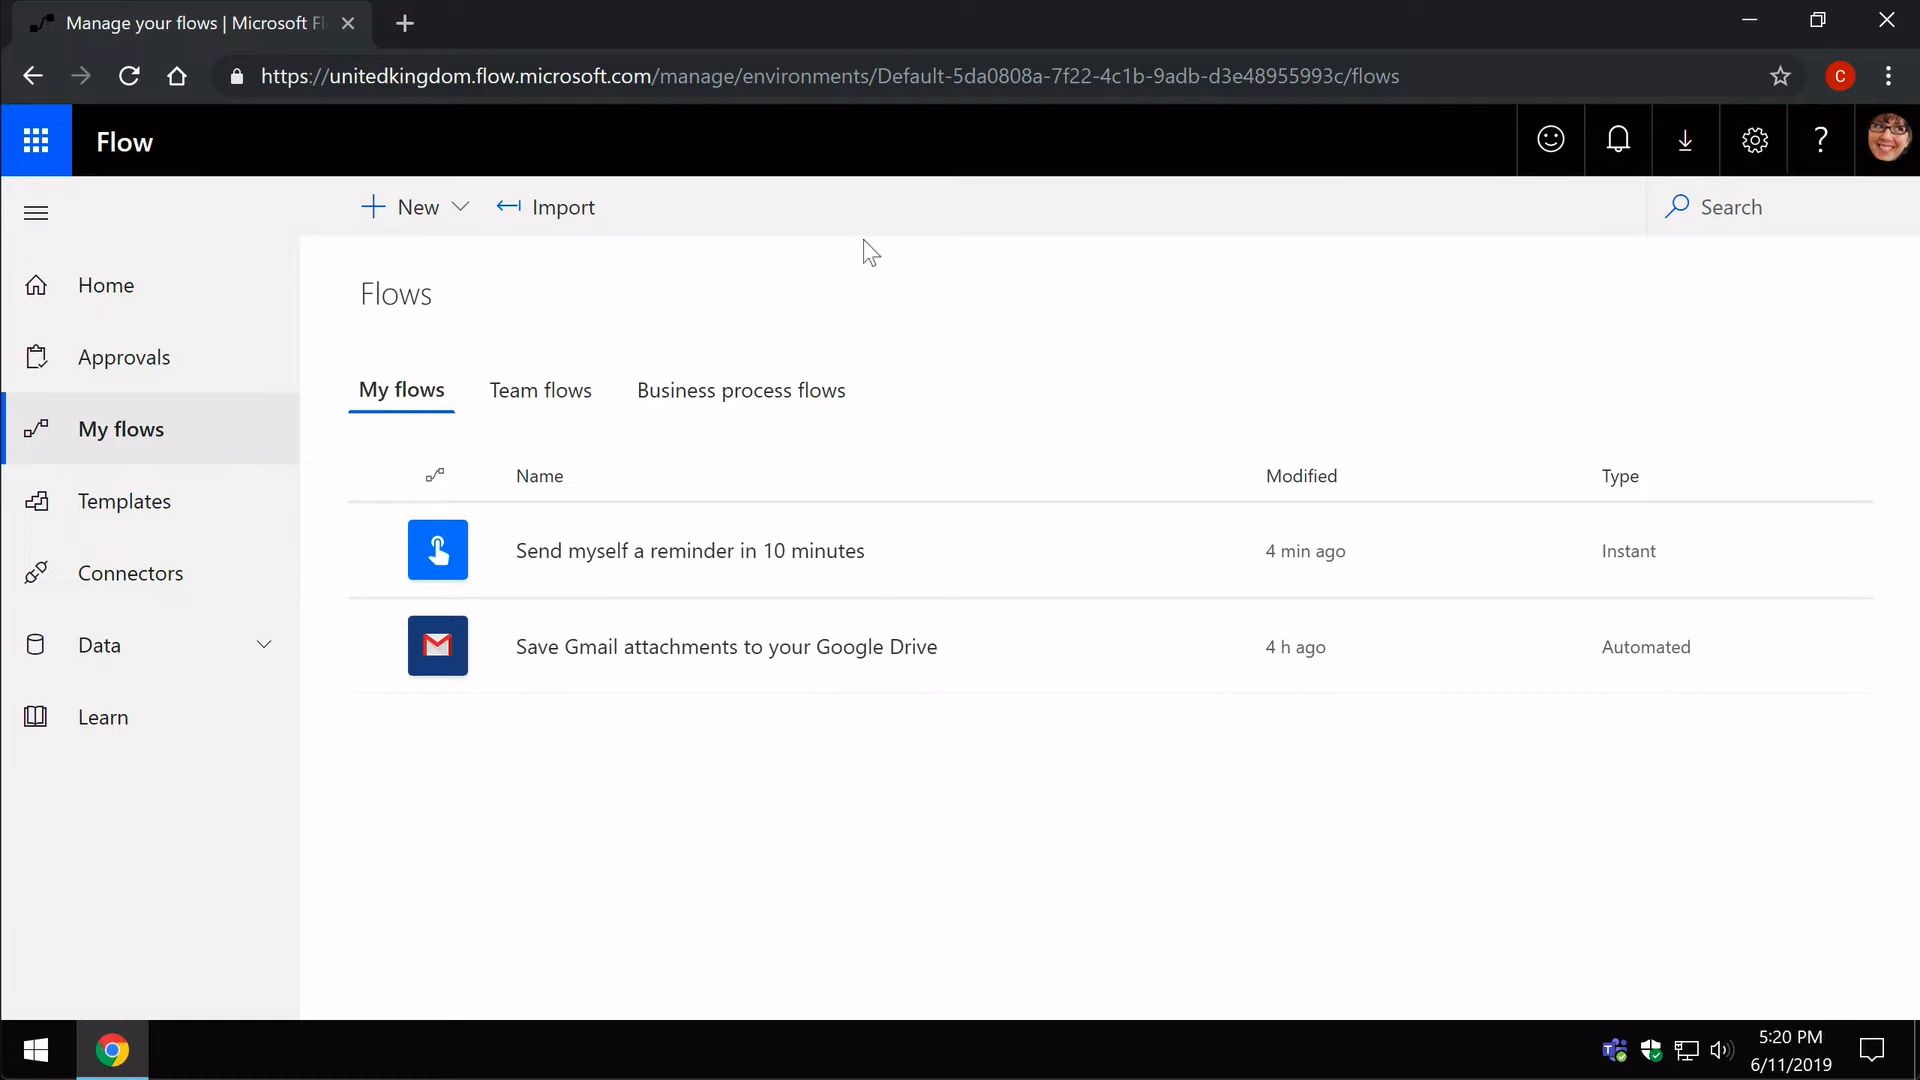 Manage your flows | Microsoft Fl
https://unitedkingdom.flow.microsoft.com/manage/environments/Default-5da0808a-7f22-4c1b-9adb-d3e48955993c/flows
C
Flow
?
New
Import
Search
Home
Approvals
My flows
Templates
Connectors
Data
Learn
Flows
My flows
Team flows
Business process flows
Name
Modified
Type
Send myself a reminder in 10 minutes
4 min ago
Instant
Save Gmail attachments to your Google Drive
4 h ago
Automated
5:20 PM
6/11/2019